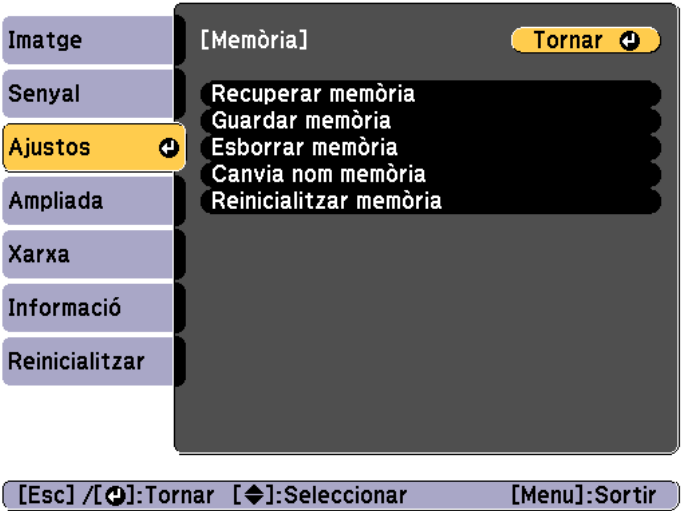 Imatge
Senyal
Ajustos
Ampliada
Xarxa
Informació
Reinicialitzar
[Memòria]
Tornar
Recuperar memòria
Guardar memòria
Esborrar memòria
Canvia nom memòria
Reinicialitzar memòria
[Esc] /[⏎]:Tornar [◆]:Seleccionar [Menu]:Sortir